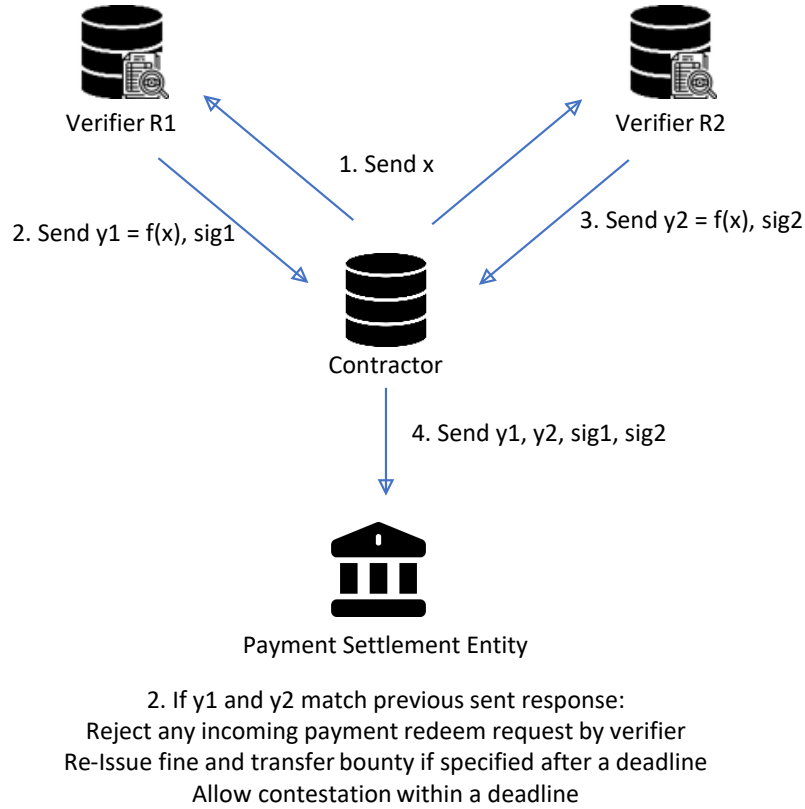 Verifier R1
Verifier R2
1. Send x
2. Send y1 = f(x), sig1
3. Send y2 = f(x), sig2
Contractor
4. Send y1, y2, sig1, sig2
Payment Settlement Entity
2. If y1 and y2 match previous sent response:
Reject any incoming payment redeem request by verifier
Re-Issue fine and transfer bounty if specified after a deadline
Allow contestation within a deadline